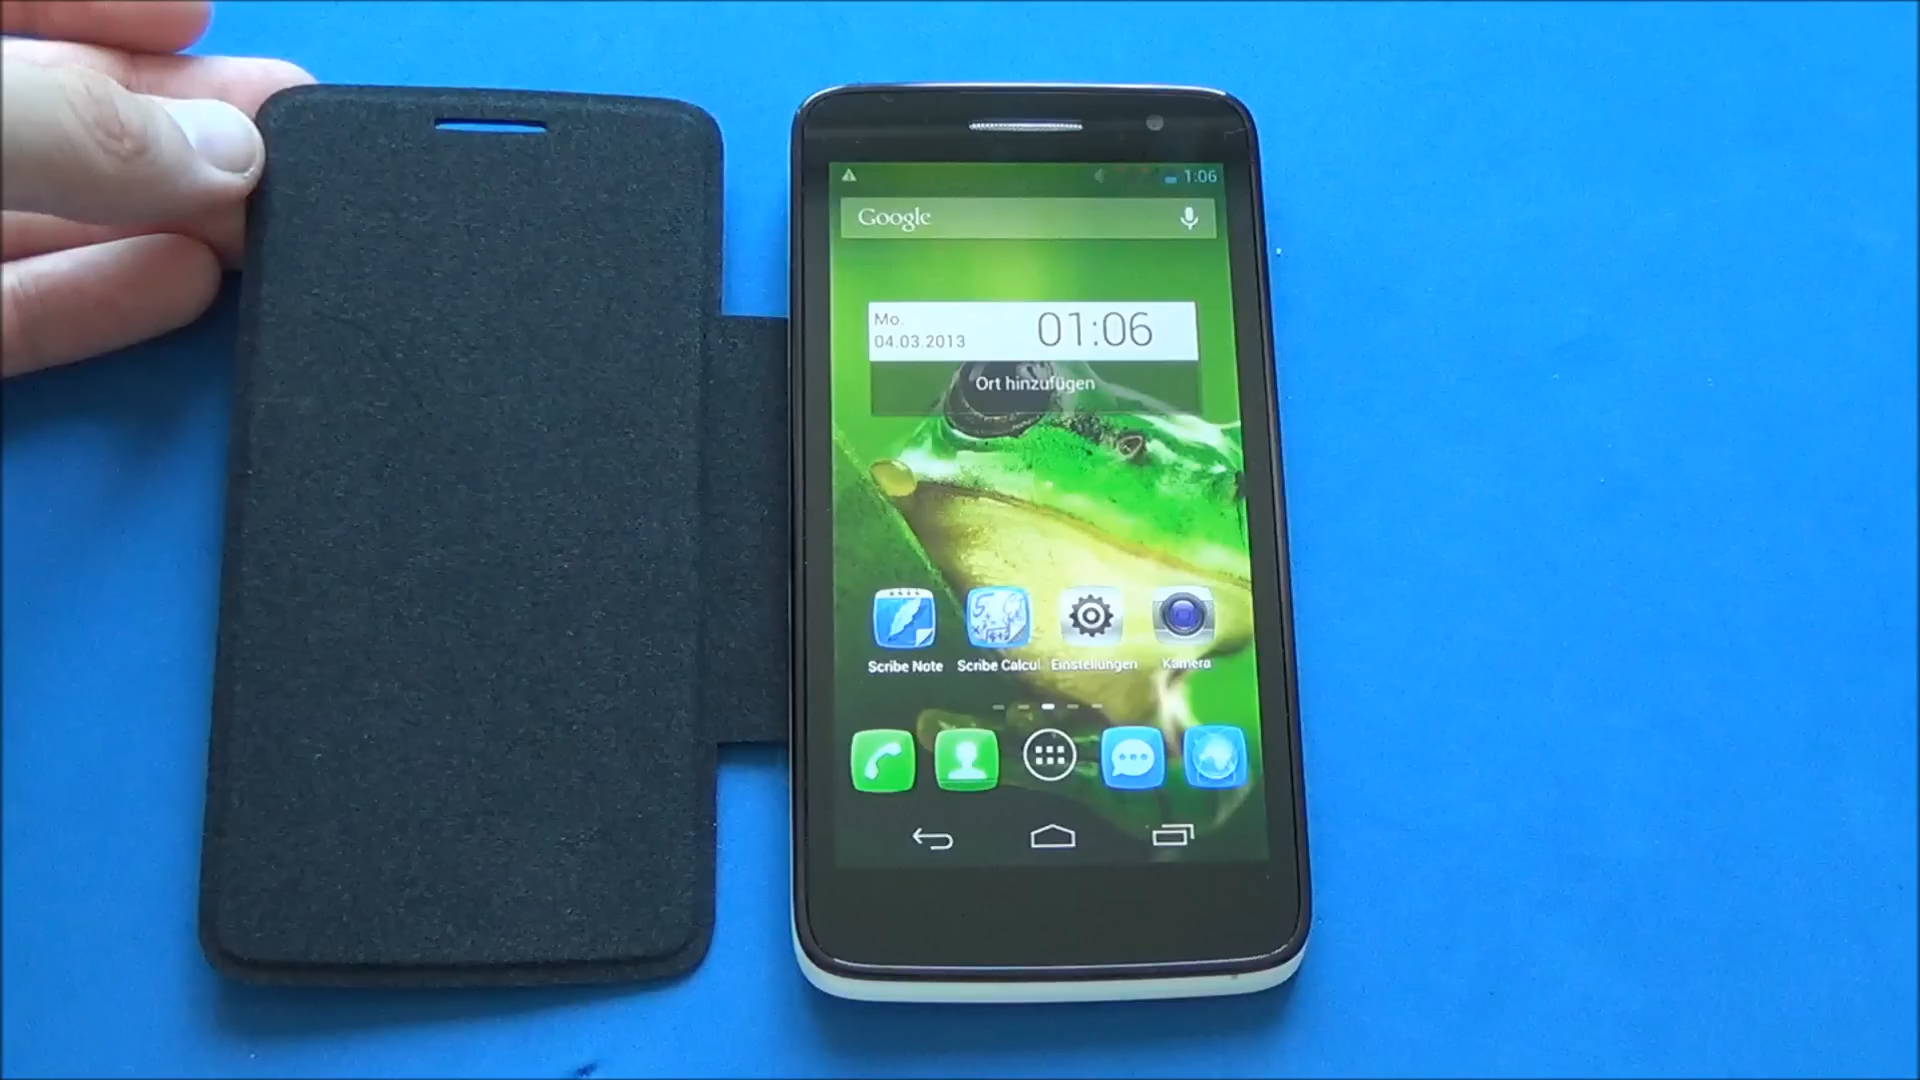 1:06
Google
Mo.
04.03.2013
01:06
Ort hinzufügen
Scribe Note
Scribe Calcul
Einstellungen
Kamera